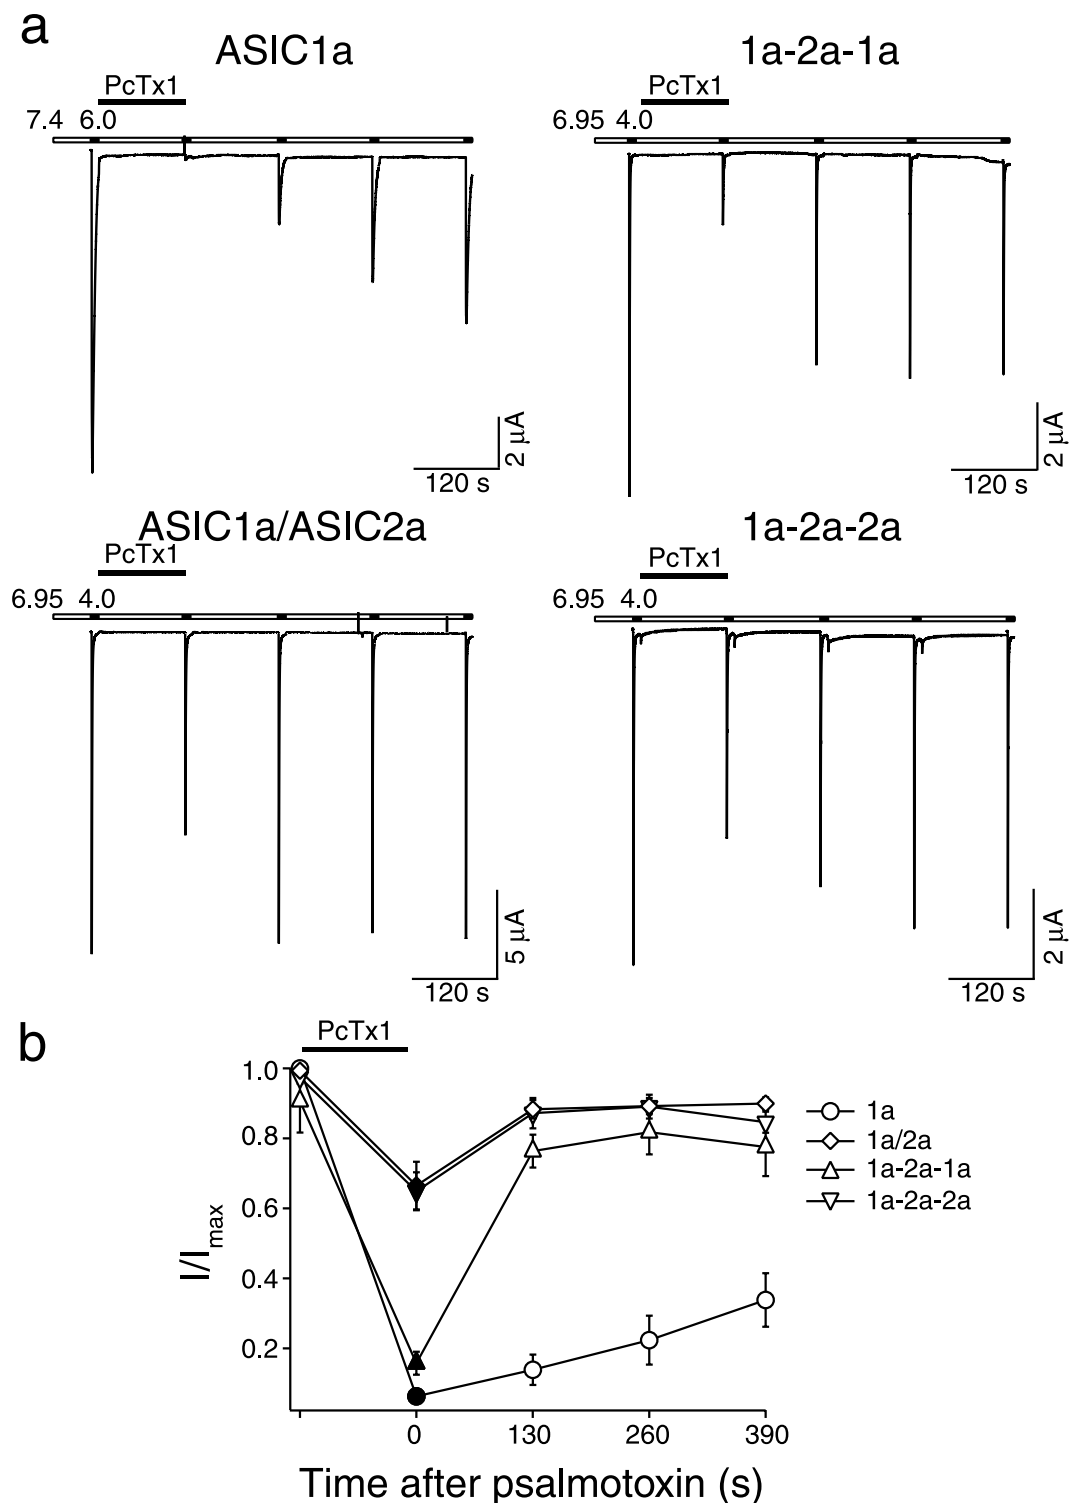 a
ASIC1a
PcTx1
7.4 6.0
2 µA
120 s
1a-2a-1a
PcTx1
6.95 4.0
2 µA
120 s
ASIC1a/ASIC2a
PcTx1
6.95 4.0
5 µA
120 s
1a-2a-2a
PcTx1
6.95 4.0
2 µA
120 s
b
PcTx1
1.0
0.8
0.6
0.4
0.2
I/Imax
0 130 260 390
Time after psalmotoxin (s)
1a
1a/2a
1a-2a-1a
1a-2a-2a